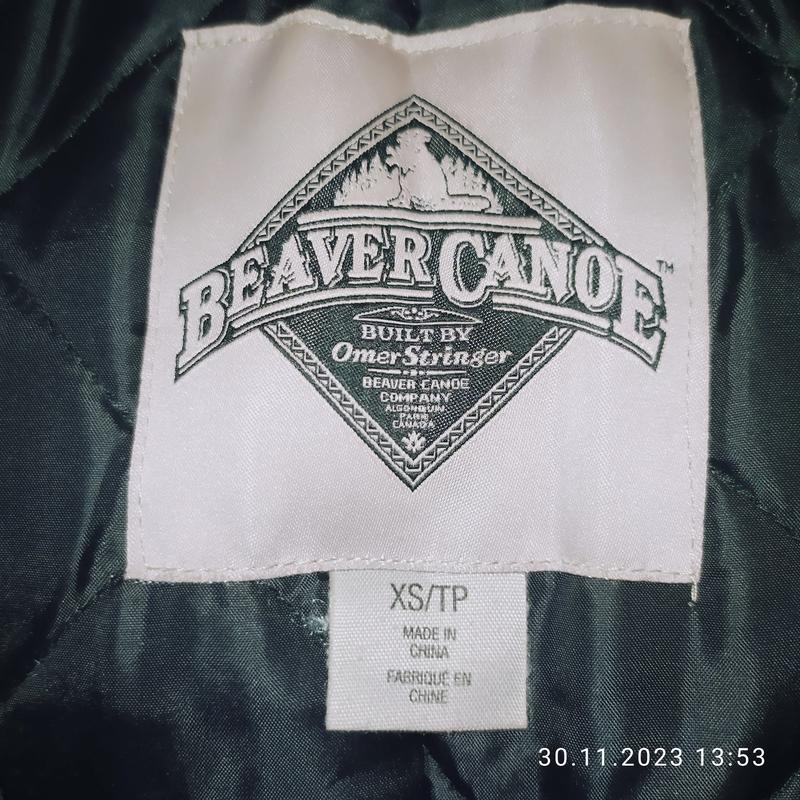 BEAVER CANOE™
BUILT BY
Omer Stringer
BEAVER CANOE
COMPANY
ALGONQUIN
PARK
CANADA
XS/TP
MADE IN
CHINA
FABRIQUÉ EN
CHINE
30.11.2023 13:53